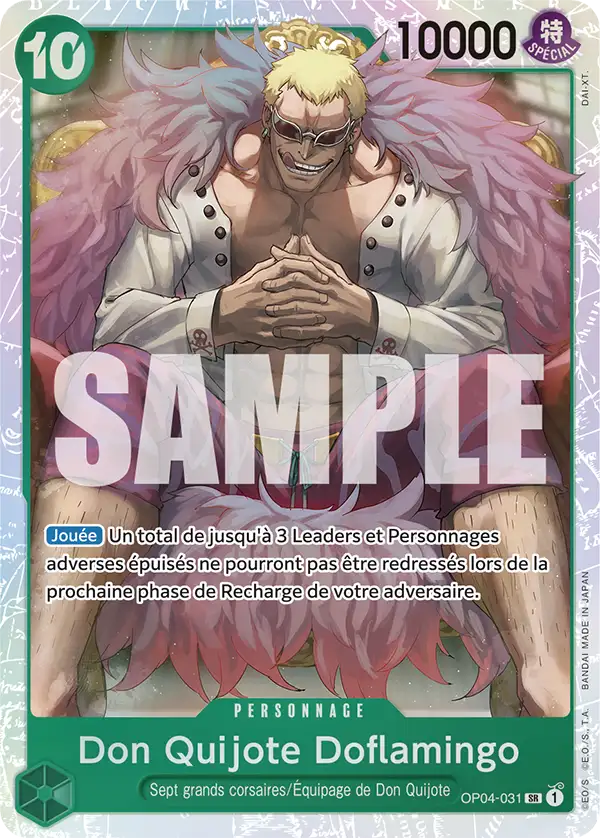 10
10000
特
SPÉCIAL
DAI-XT.
SAMPLE
Jouée Un total de jusqu'à 3 Leaders et Personnages
adverses épuisés ne pourront pas être redressés lors de la
prochaine phase de Recharge de votre adversaire.
©EO/S ©E.O./S., T.A. BANDAI MADE IN JAPAN
PERSONNAGE
Don Quijote Doflamingo
Sept grands corsaires/Équipage de Don Quijote
OP04-031 SR 1